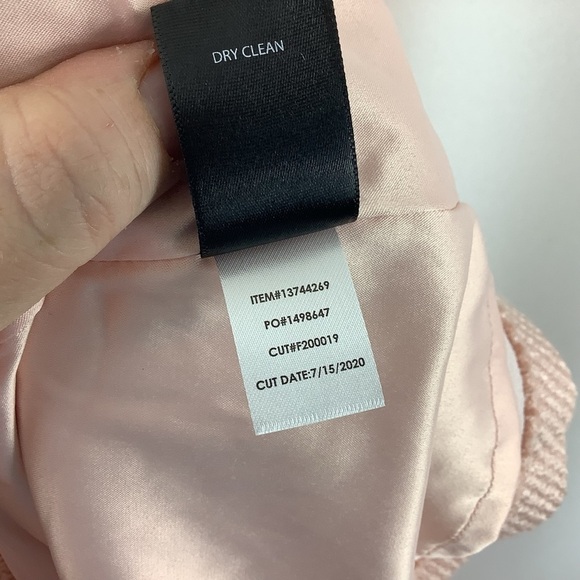 DRY CLEAN
ITEM#13744269
PO#1498647
CUT#F200019
CUT DATE:7/15/2020